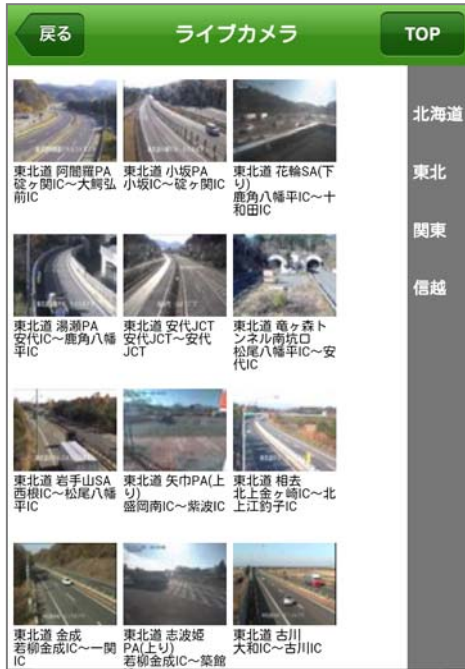 戻る
ライブカメラ
TOP
東北道 阿闍羅PA
碇ヶ関IC～大鰐弘
前IC
東北道 小坂PA
小坂IC～碇ヶ関IC
東北道 花輪SA(下
り)
鹿角八幡平IC～十
和田IC
東北道 湯瀬PA
安代IC～鹿角八幡
平IC
東北道 安代JCT
安代JCT～安代
JCT
東北道 竜ヶ森ト
ンネル南坑口
松尾八幡平IC～安
代IC
東北道 岩手山SA
西根IC～松尾八幡
平IC
東北道 矢巾PA(上
り)
盛岡南IC～紫波IC
東北道 相去
北上金ヶ崎IC～北
上江釣子IC
東北道 金成
若柳金成IC～一関
IC
東北道 志波姫
PA(上り)
若柳金成IC～築館
東北道 古川
大和IC～古川IC
北海道
東北
関東
信越